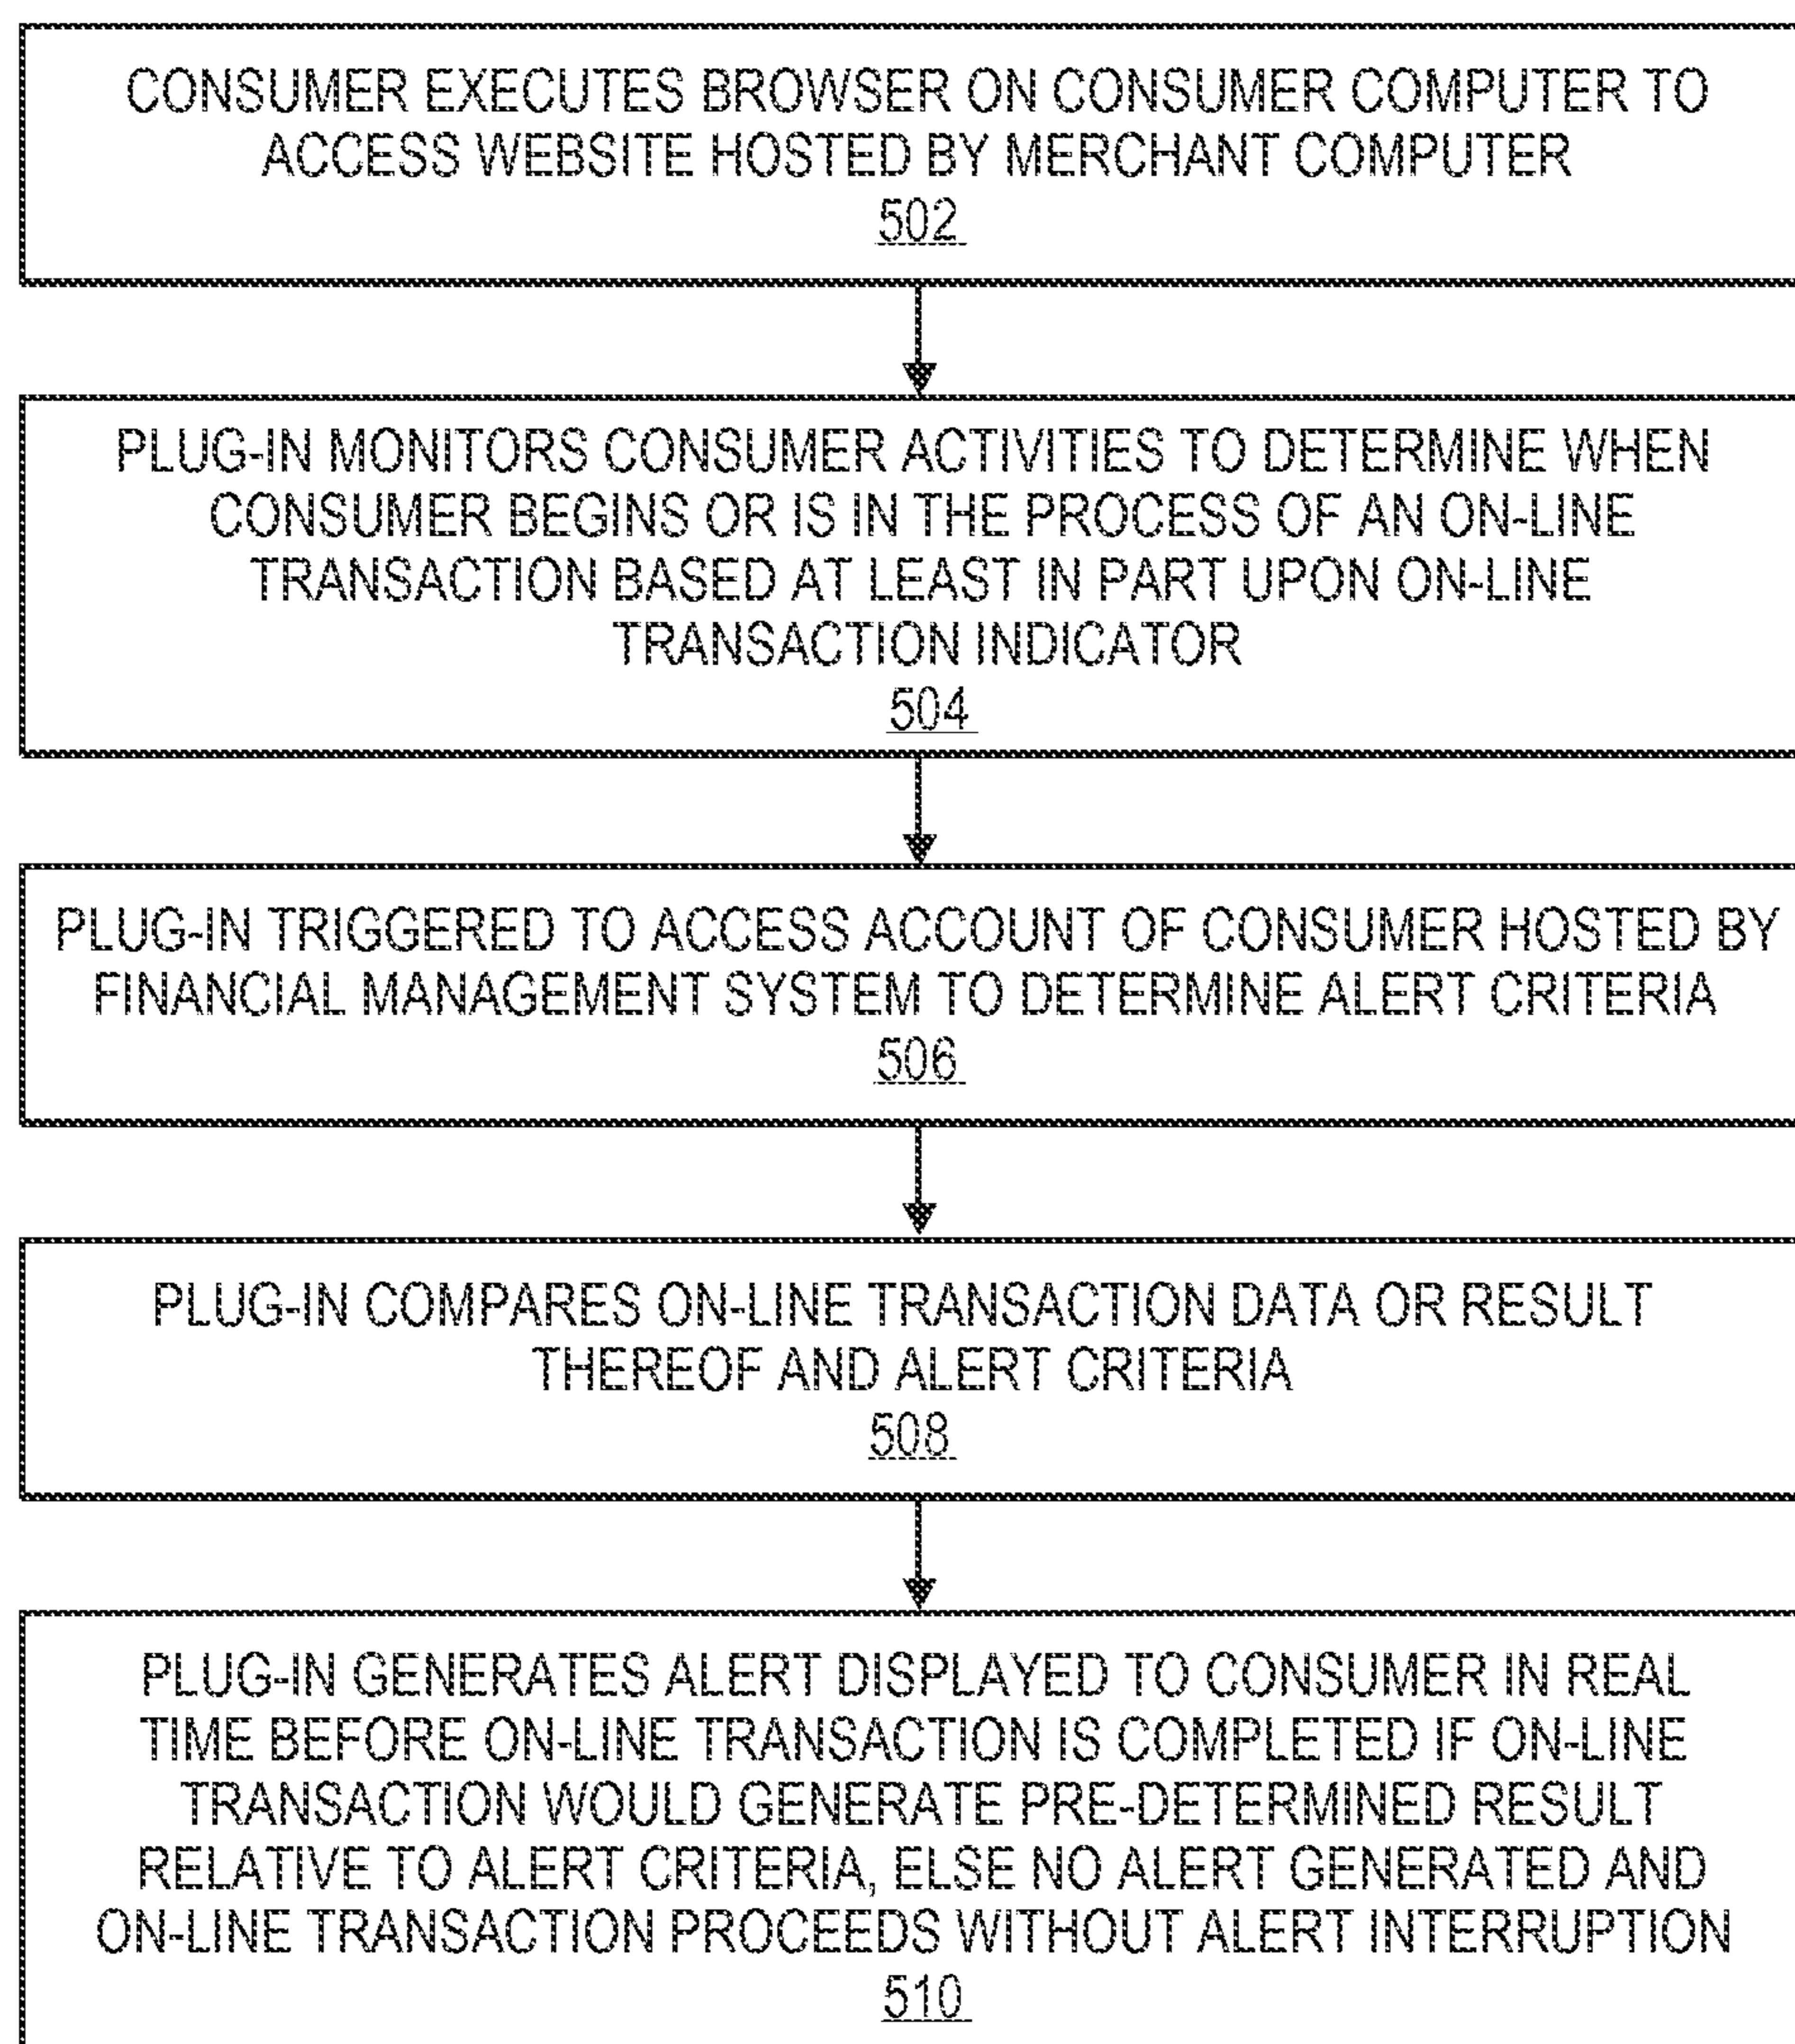 CONSUMER EXECUTES BROWSER ON CONSUMER COMPUTER TO
ACCESS WEBSITE HOSTED BY MERCHANT COMPUTER
502
PLUG-IN MONITORS CONSUMER ACTIVITIES TO DETERMINE WHEN
CONSUMER BEGINS OR IS IN THE PROCESS OF AN ON-LINE
TRANSACTION BASED AT LEAST IN PART UPON ON-LINE
TRANSACTION INDICATOR
504
PLUG-IN TRIGGERED TO ACCESS ACCOUNT OF CONSUMER HOSTED BY
FINANCIAL MANAGEMENT SYSTEM TO DETERMINE ALERT CRITERIA
506
PLUG-IN COMPARES ON-LINE TRANSACTION DATA OR RESULT
THEREOF AND ALERT CRITERIA
508
PLUG-IN GENERATES ALERT DISPLAYED TO CONSUMER IN REAL
TIME BEFORE ON-LINE TRANSACTION IS COMPLETED IF ON-LINE
TRANSACTION WOULD GENERATE PRE-DETERMINED RESULT
RELATIVE TO ALERT CRITERIA, ELSE NO ALERT GENERATED AND
ON-LINE TRANSACTION PROCEEDS WITHOUT ALERT INTERRUPTION
510